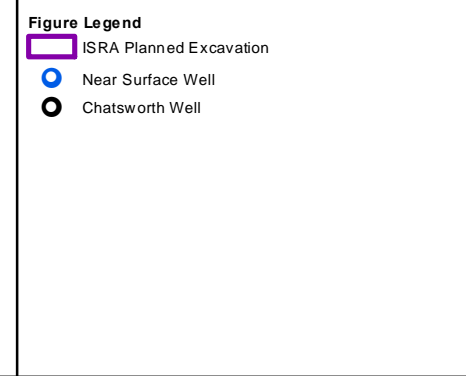 Figure Legend
ISRA Planned Excavation
Near Surface Well
Chatsworth Well